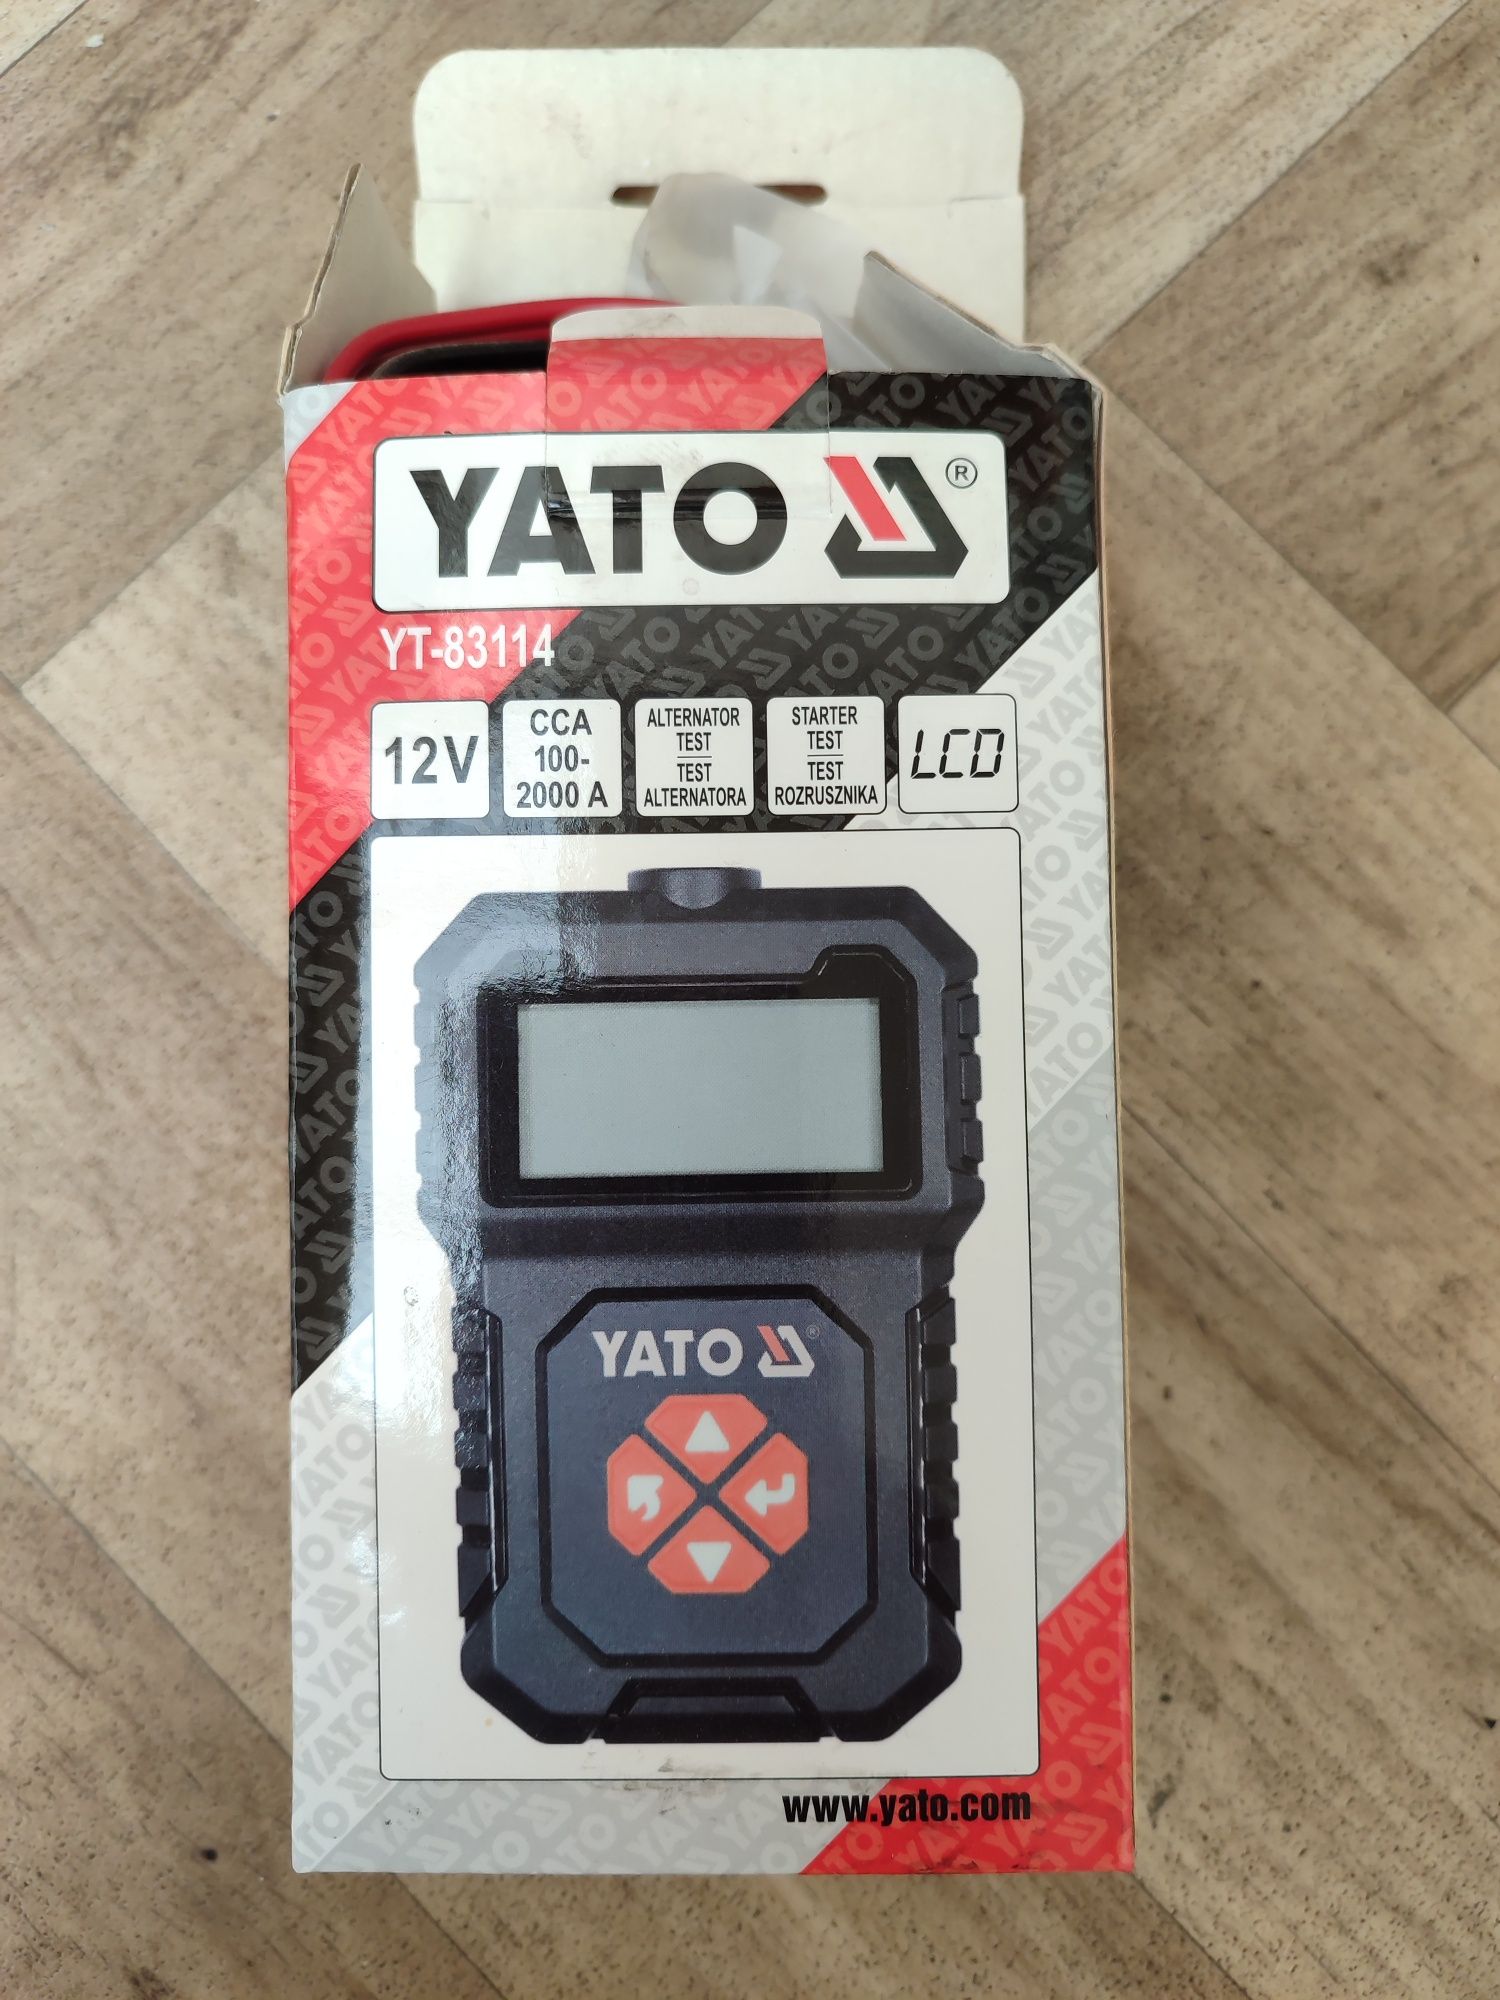 YATO ®
YT-83114
12V
CCA
100-
2000 A
ALTERNATOR
TEST
TEST
ALTERNATORA
STARTER
TEST
TEST
ROZRUSZNIKA
LCD
YATO ®
www.yato.com